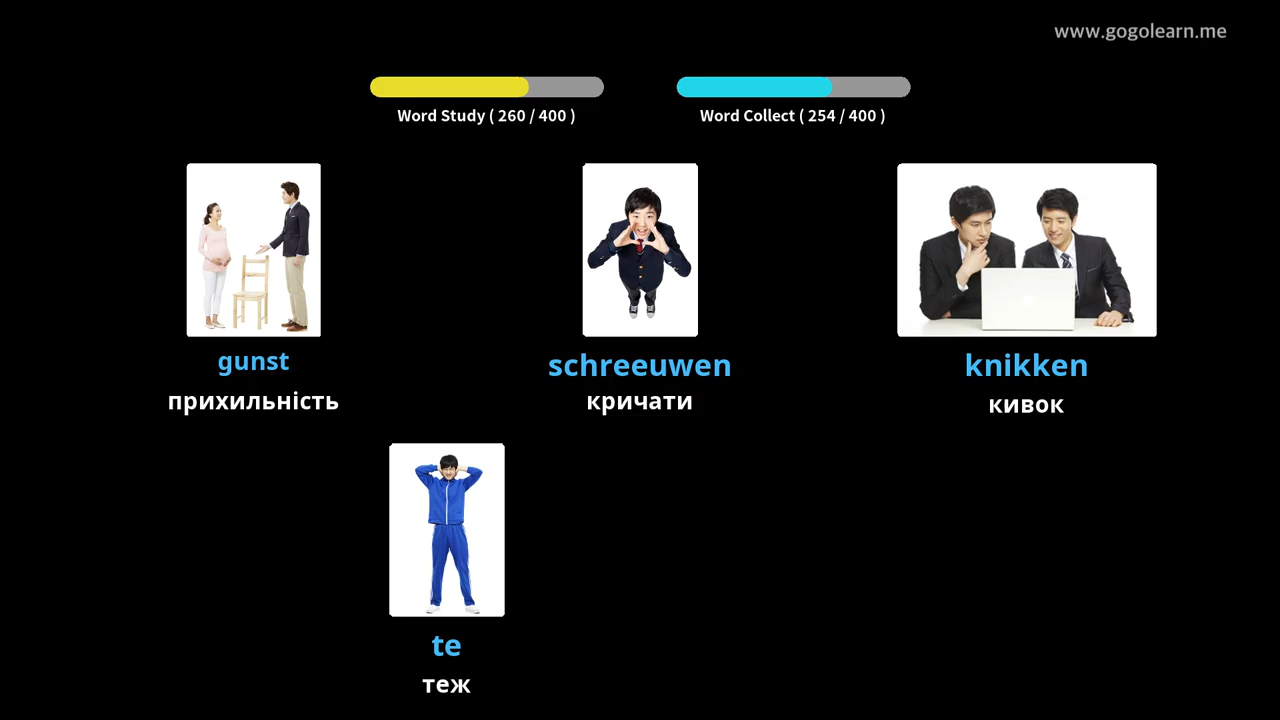 www.gogolearn.me
Word Study ( 260 / 400 )
Word Collect ( 254 / 400 )
gunst
прихильність
schreeuwen
кричати
knikken
кивок
te
теж